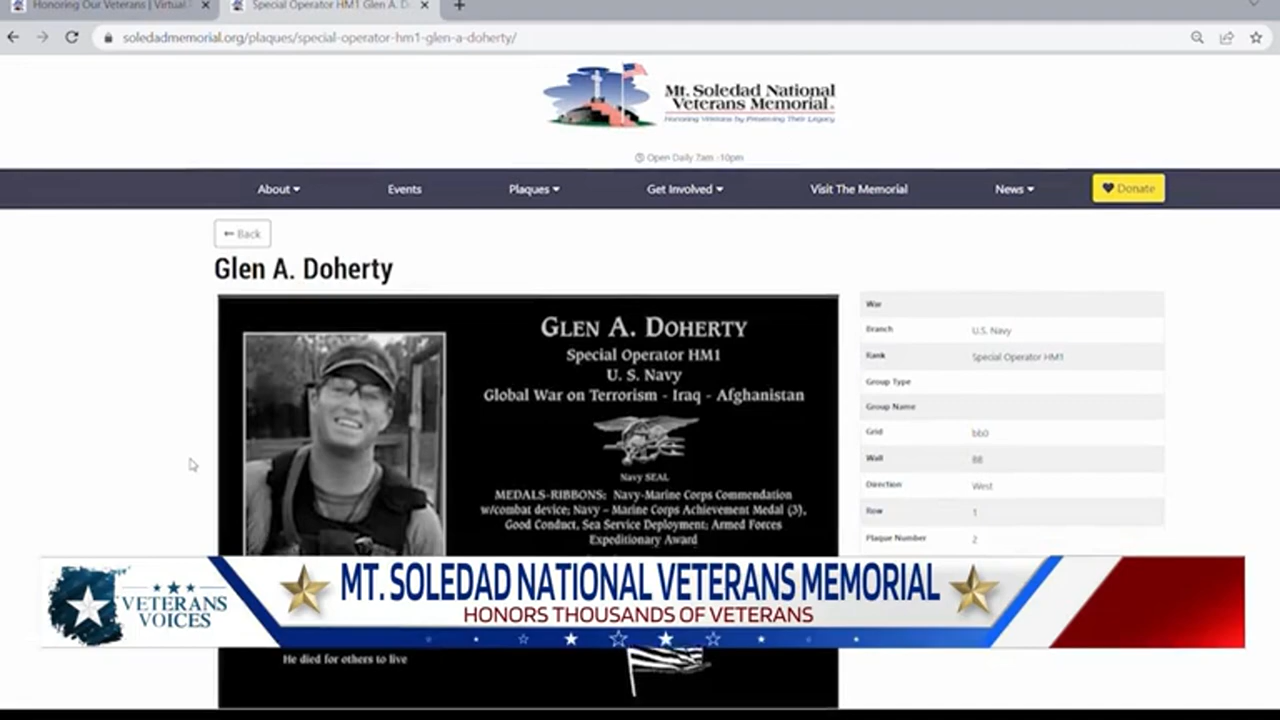 Honoring Our Veterans | Virtual
Special Operator HM1 Glen A. D
soledadmemorial.org/plaques/special-operator-hm1-glen-a-doherty/
Mt. Soledad National
Veterans Memorial
Honoring Veterans by Preserving Their Legacy
Open Daily 7am -10pm
About
Events
Plaques
Get Involved
Visit The Memorial
News
Donate
Back
Glen A. Doherty
GLEN A. DOHERTY
Special Operator HM1
U. S. Navy
Global War on Terrorism - Iraq - Afghanistan
Navy SEAL
MEDALS-RIBBONS: Navy-Marine Corps Commendation
w/combat device; Navy – Marine Corps Achievement Medal (3),
Good Conduct, Sea Service Deployment; Armed Forces
Expeditionary Award
He died for others to live
War
Branch U.S. Navy
Rank Special Operator HM1
Group Type
Group Name
Grid bb0
Wall BB
Direction West
Row 1
Plaque Number 2
VETERANS
VOICES
MT. SOLEDAD NATIONAL VETERANS MEMORIAL
HONORS THOUSANDS OF VETERANS